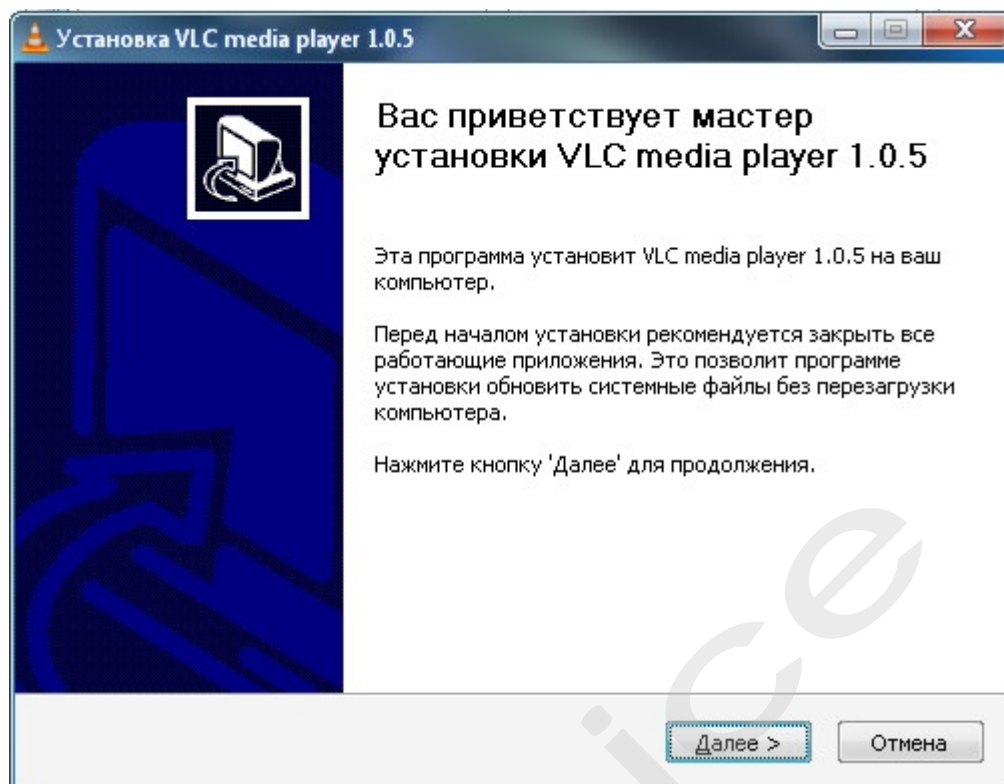 Установка VLC media player 1.0.5
Вас приветствует мастер
установки VLC media player 1.0.5
Эта программа установит VLC media player 1.0.5 на ваш
компьютер.
Перед началом установки рекомендуется закрыть все
работающие приложения. Это позволит программе
установки обновить системные файлы без перезагрузки
компьютера.
Нажмите кнопку 'Далее' для продолжения.
Далее >
Отмена
ice